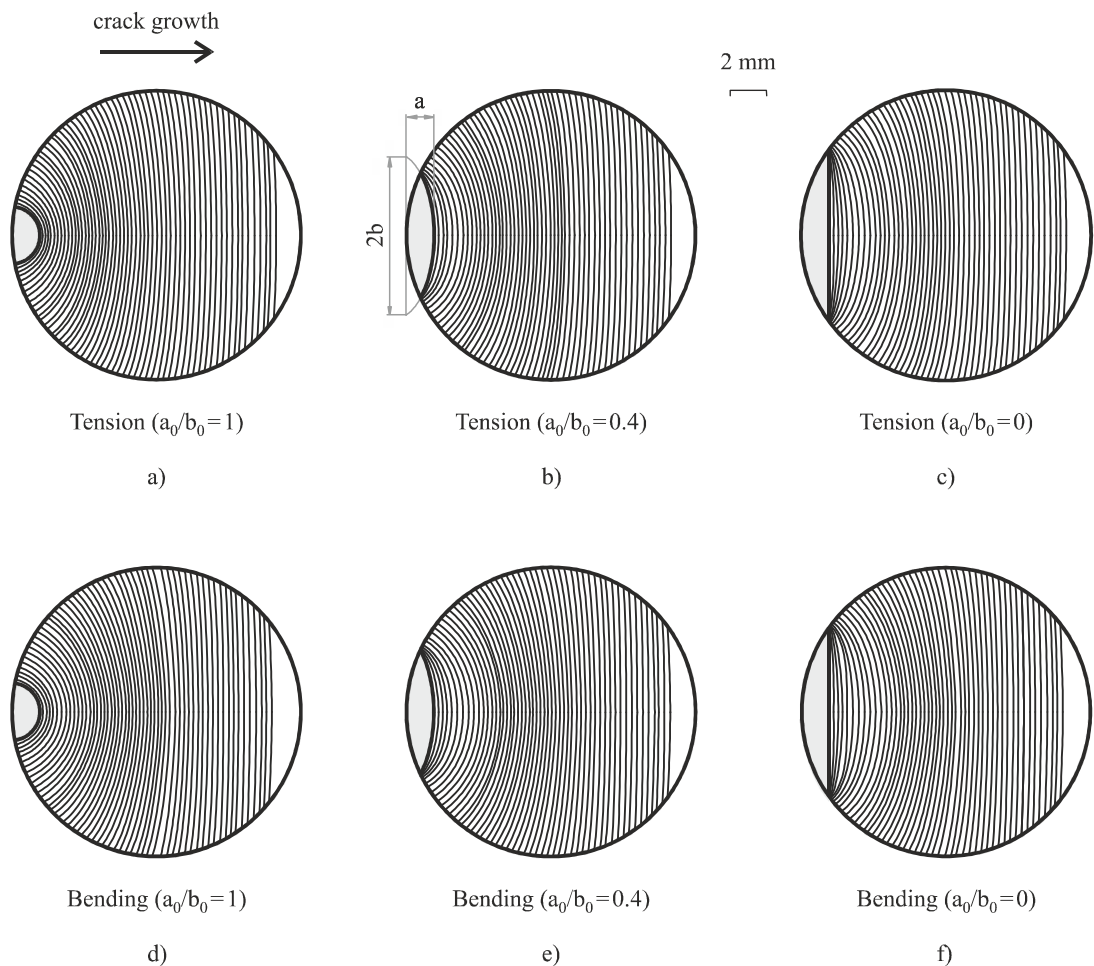 crack growth
2 mm
a
2b
Tension (a₀/b₀=1)
Tension (a₀/b₀=0.4)
Tension (a₀/b₀=0)
a)
b)
c)
Bending (a₀/b₀=1)
Bending (a₀/b₀=0.4)
Bending (a₀/b₀=0)
d)
e)
f)